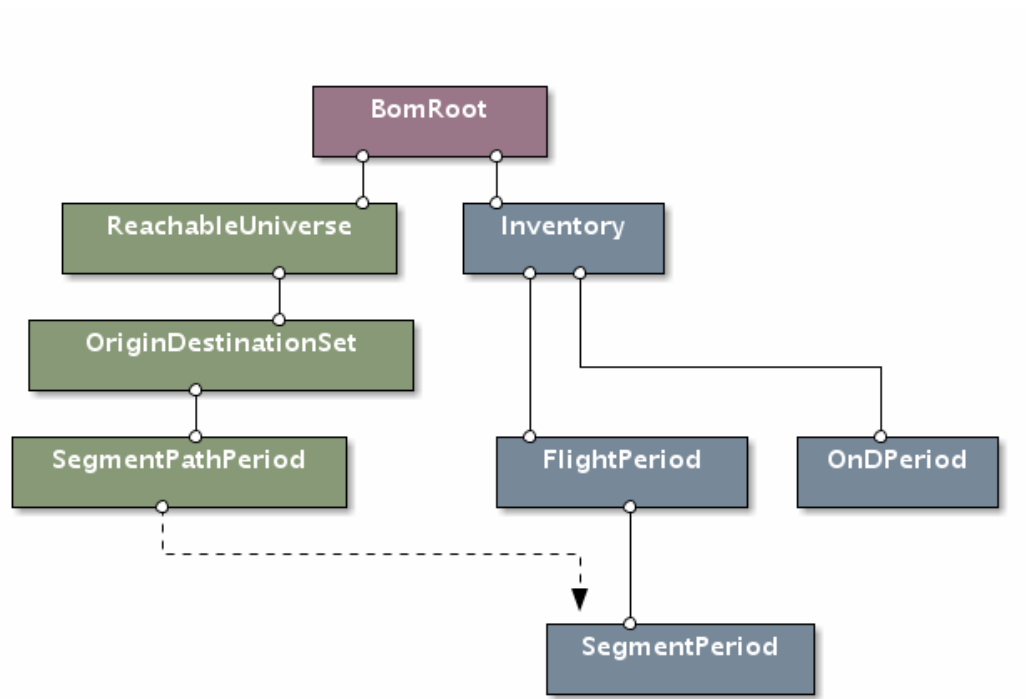 BomRoot
ReachableUniverse
Inventory
OriginDestinationSet
SegmentPathPeriod
FlightPeriod
OnDPeriod
SegmentPeriod